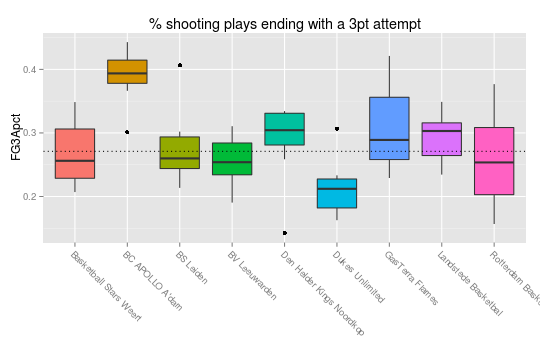 % shooting plays ending with a 3pt attempt
FG3Apct
0.4
0.3
0.2
Basketball Stars Weert
BC APOLLO A'dam
BS Leiden
BV Leeuwarden
Den Helder Kings Noordkop
Dukes Unlimited
GasTerra Flames
Landstede Basketbal
Rotterdam Bask